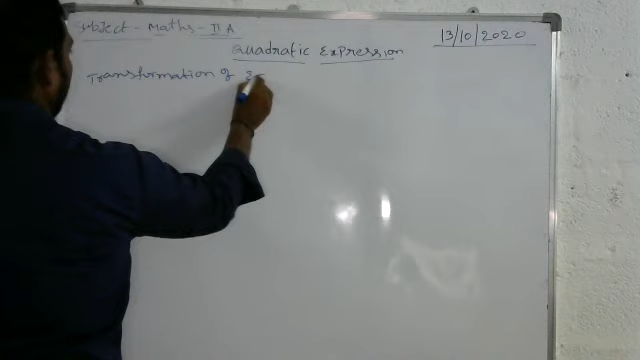 Subject - Maths - II A
13/10/2020
Quadratic Expression
Transformation of